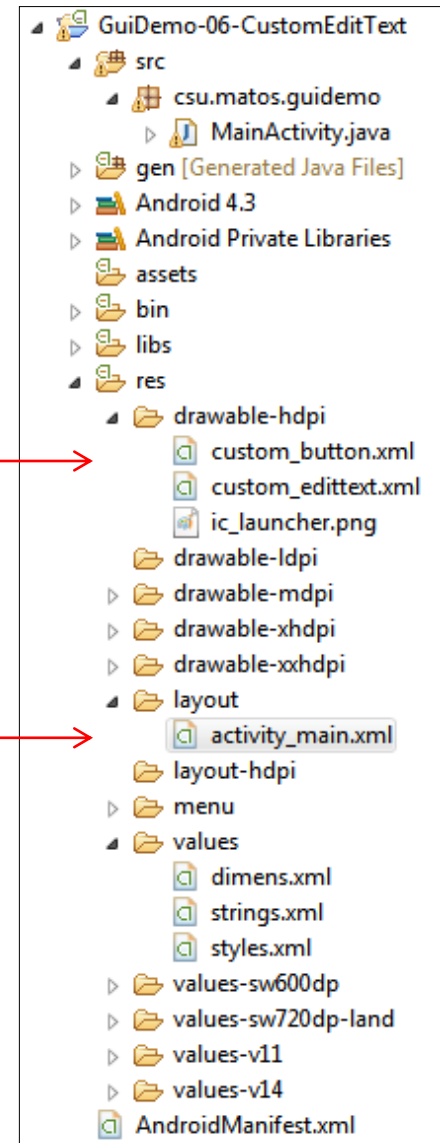 GuiDemo-06-CustomEditText
src
csu.matos.guidemo
MainActivity.java
gen [Generated Java Files]
Android 4.3
Android Private Libraries
assets
bin
libs
res
drawable-hdpi
custom_button.xml
custom_edittext.xml
ic_launcher.png
drawable-ldpi
drawable-mdpi
drawable-xhdpi
drawable-xxhdpi
layout
activity_main.xml
layout-hdpi
menu
values
dimens.xml
strings.xml
styles.xml
values-sw600dp
values-sw720dp-land
values-v11
values-v14
AndroidManifest.xml